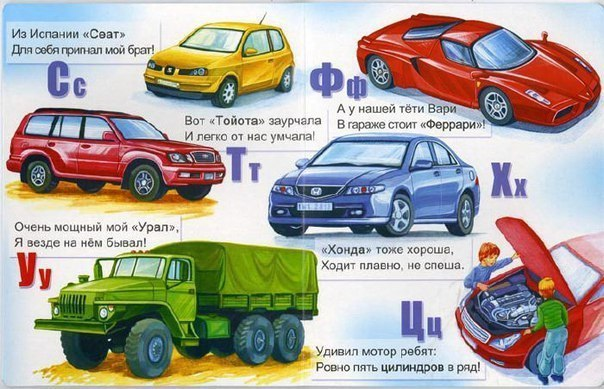 Из Испании «Сеат»
Для себя пригнал мой брат!
Сс
Фф
А у нашей тёти Вари
В гараже стоит «Феррари»!
Вот «Тойота» заурчала
И легко от нас умчала!
Тт
Хх
Очень мощный мой «Урал»,
Я везде на нём бывал!
Уу
«Хонда» тоже хороша,
Ходит плавно, не спеша.
Цц
Удивил мотор ребят:
Ровно пять цилиндров в ряд!